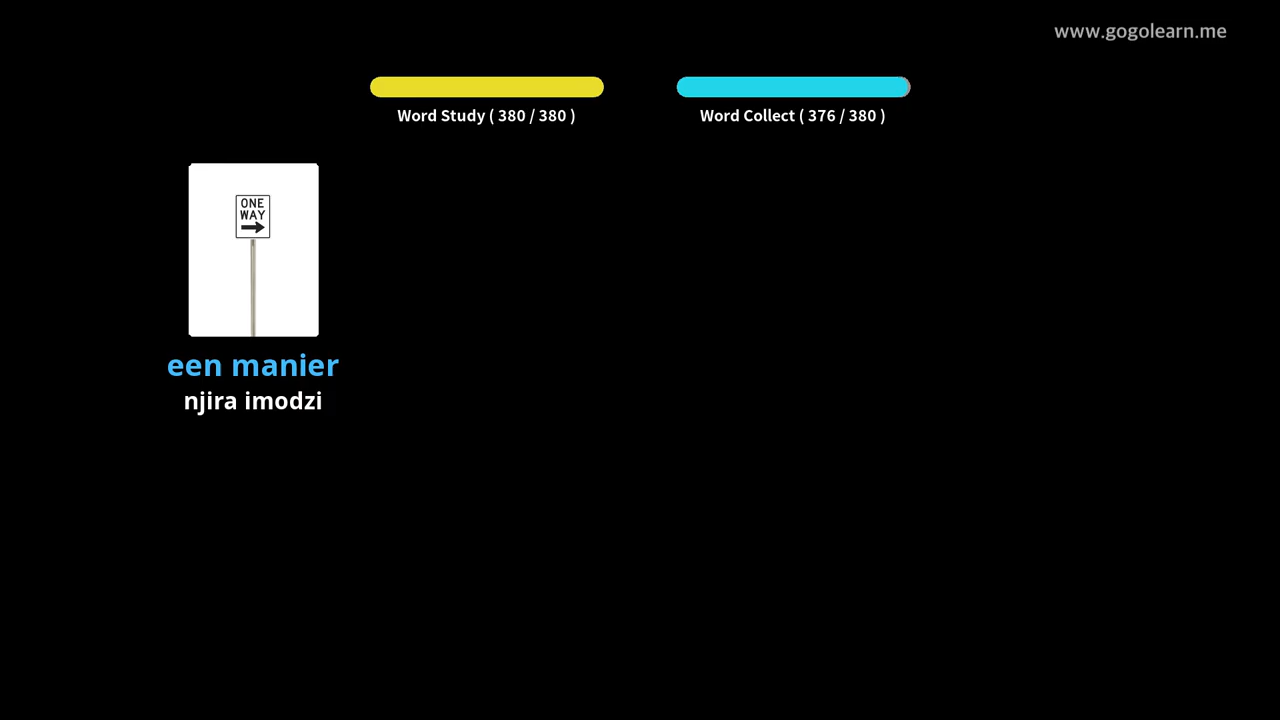 www.gogolearn.me
Word Study ( 380 / 380 )
Word Collect ( 376 / 380 )
ONE
WAY
een manier
njira imodzi